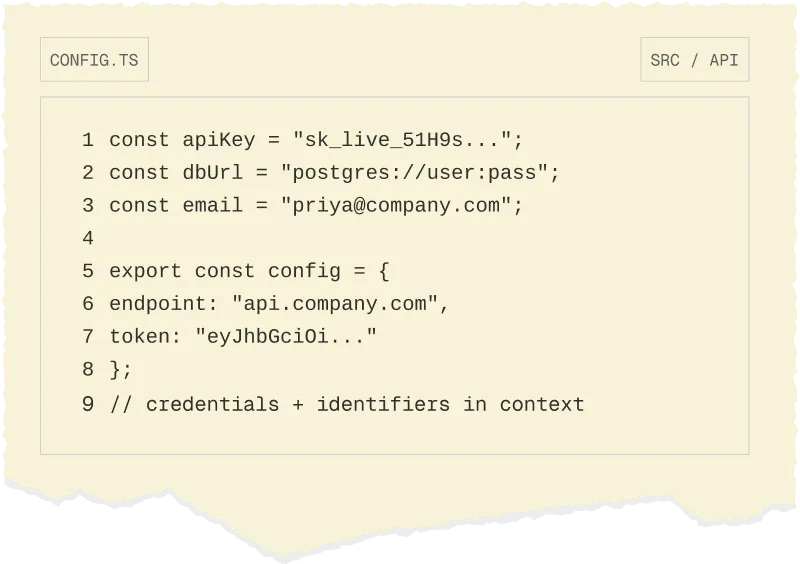 CONFIG.TS
SRC / API
1 const apiKey = "sk_live_51H9s...";
2 const dbUrl = "postgres://user:pass";
3 const email = "priya@company.com";
4
5 export const config = {
6 endpoint: "api.company.com",
7 token: "eyJhbGciOi..."
8 };
9 // credentials + identifiers in context